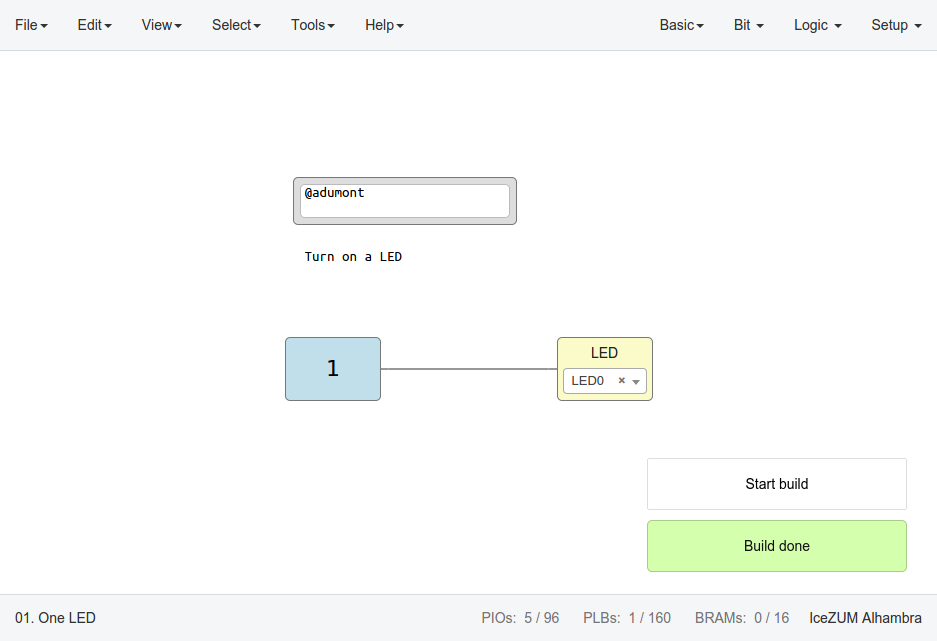 File Edit View Select Tools Help Basic Bit Logic Setup
@adumont
Turn on a LED
1
LED
LED0 ×
Start build
Build done
01. One LED PIOs: 5 / 96 PLBs: 1 / 160 BRAMs: 0 / 16 IceZUM Alhambra